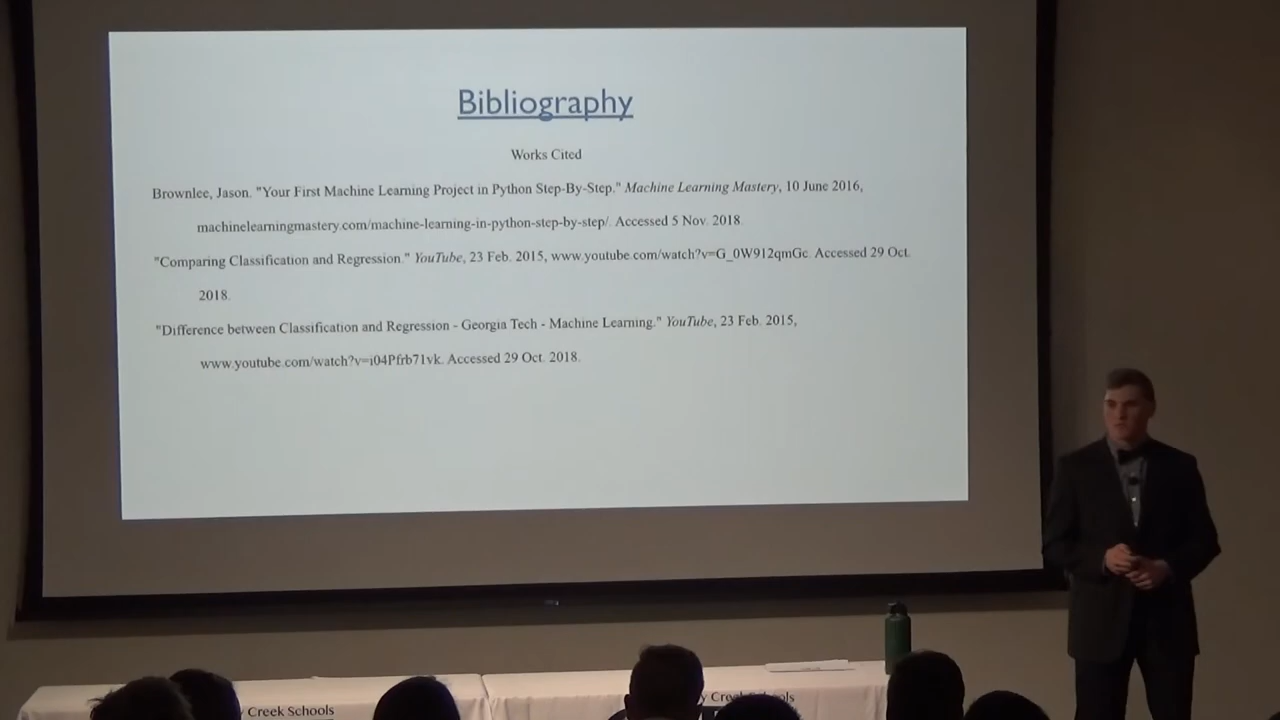 Bibliography
Works Cited
Brownlee, Jason. "Your First Machine Learning Project in Python Step-By-Step." Machine Learning Mastery, 10 June 2016,
machinelearningmastery.com/machine-learning-in-python-step-by-step/. Accessed 5 Nov. 2018.
"Comparing Classification and Regression." YouTube, 23 Feb. 2015, www.youtube.com/watch?v=G_0W912qmGc. Accessed 29 Oct.
2018.
"Difference between Classification and Regression - Georgia Tech - Machine Learning." YouTube, 23 Feb. 2015,
www.youtube.com/watch?v=i04Pfrb71vk. Accessed 29 Oct. 2018.
Creek Schools